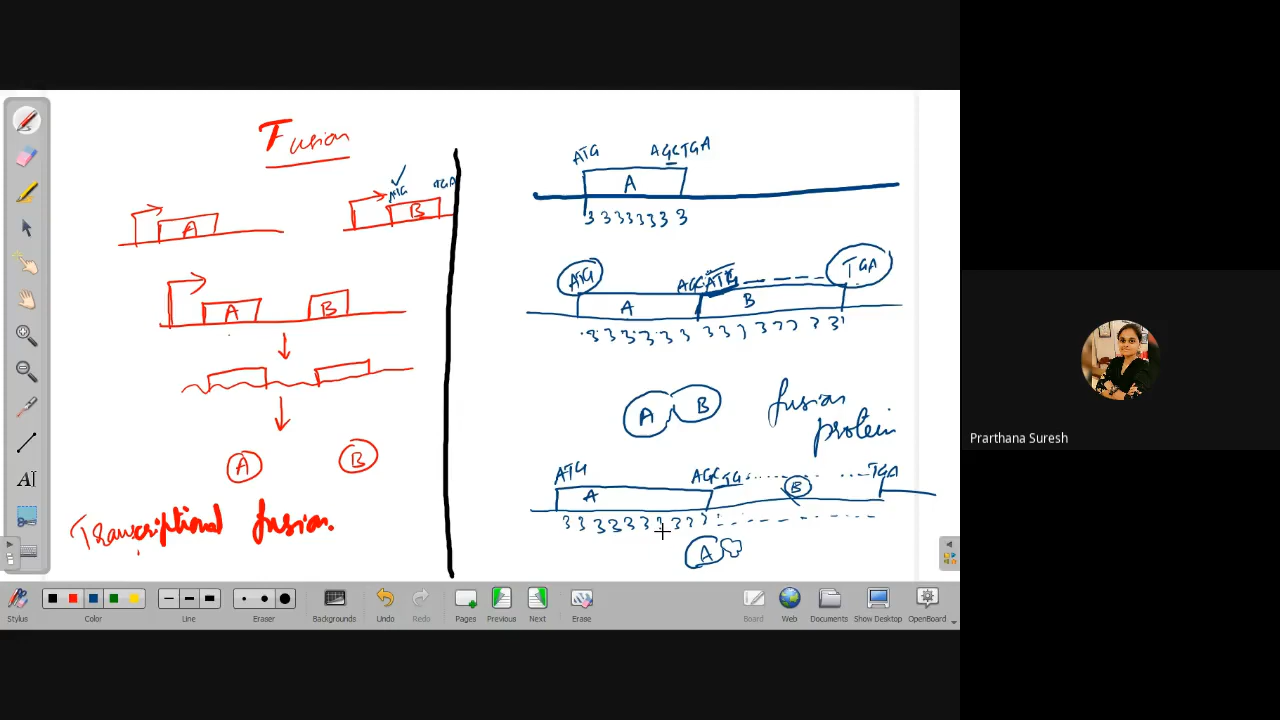 Fusion
ATG
TGA
A
B
A
B
A
B
Transcriptional fusion.
ATG
AGCTGA
A
3 3 3 3 3 3 3 3
ATG
AGCATG
TGA
A
B
A
B
fusion
protein
ATG
AGCTG
TGA
A
B
A
Prarthana Suresh
Stylus
Color
Line
Eraser
Backgrounds
Undo
Redo
Pages
Previous
Next
Erase
Board
Web
Documents
Show Desktop
OpenBoard